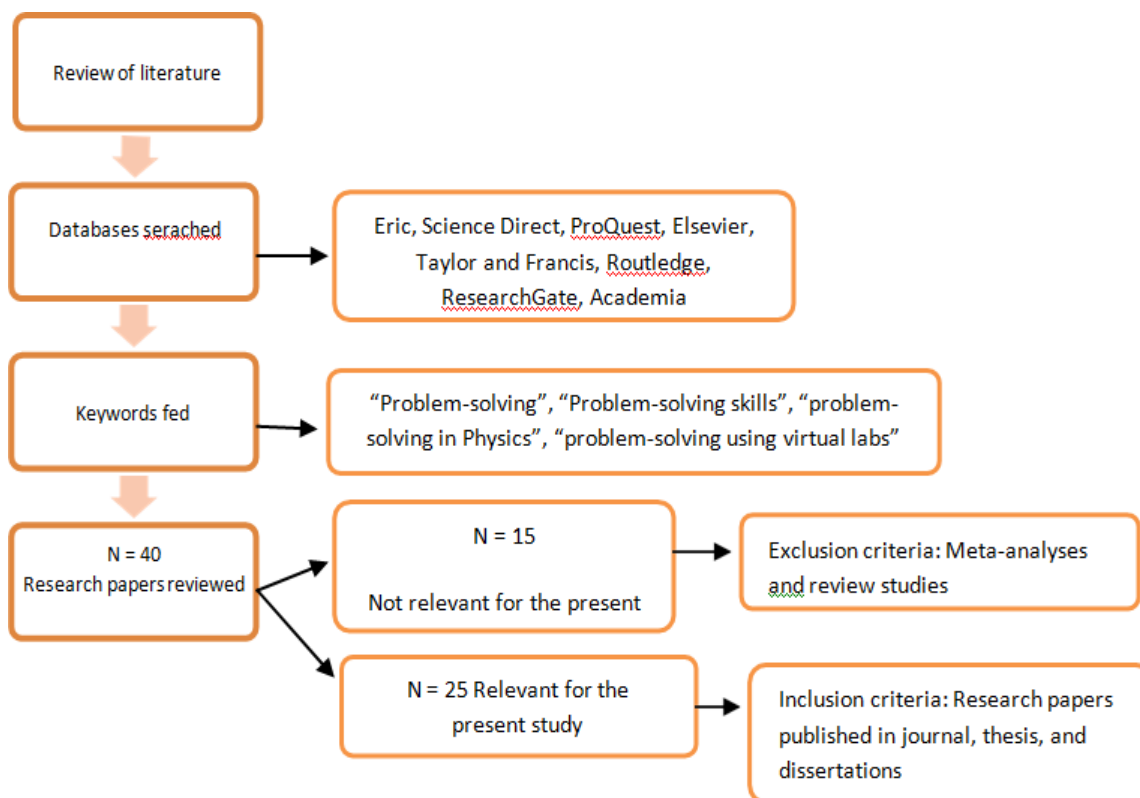 Review of literature
Databases serached
Eric, Science Direct, ProQuest, Elsevier,
Taylor and Francis, Routledge,
ResearchGate, Academia
Keywords fed
“Problem-solving”, “Problem-solving skills”, “problem-
solving in Physics”, “problem-solving using virtual labs”
N = 40
Research papers reviewed
N = 15
Not relevant for the present
Exclusion criteria: Meta-analyses
and review studies
N = 25 Relevant for the
present study
Inclusion criteria: Research papers
published in journal, thesis, and
dissertations